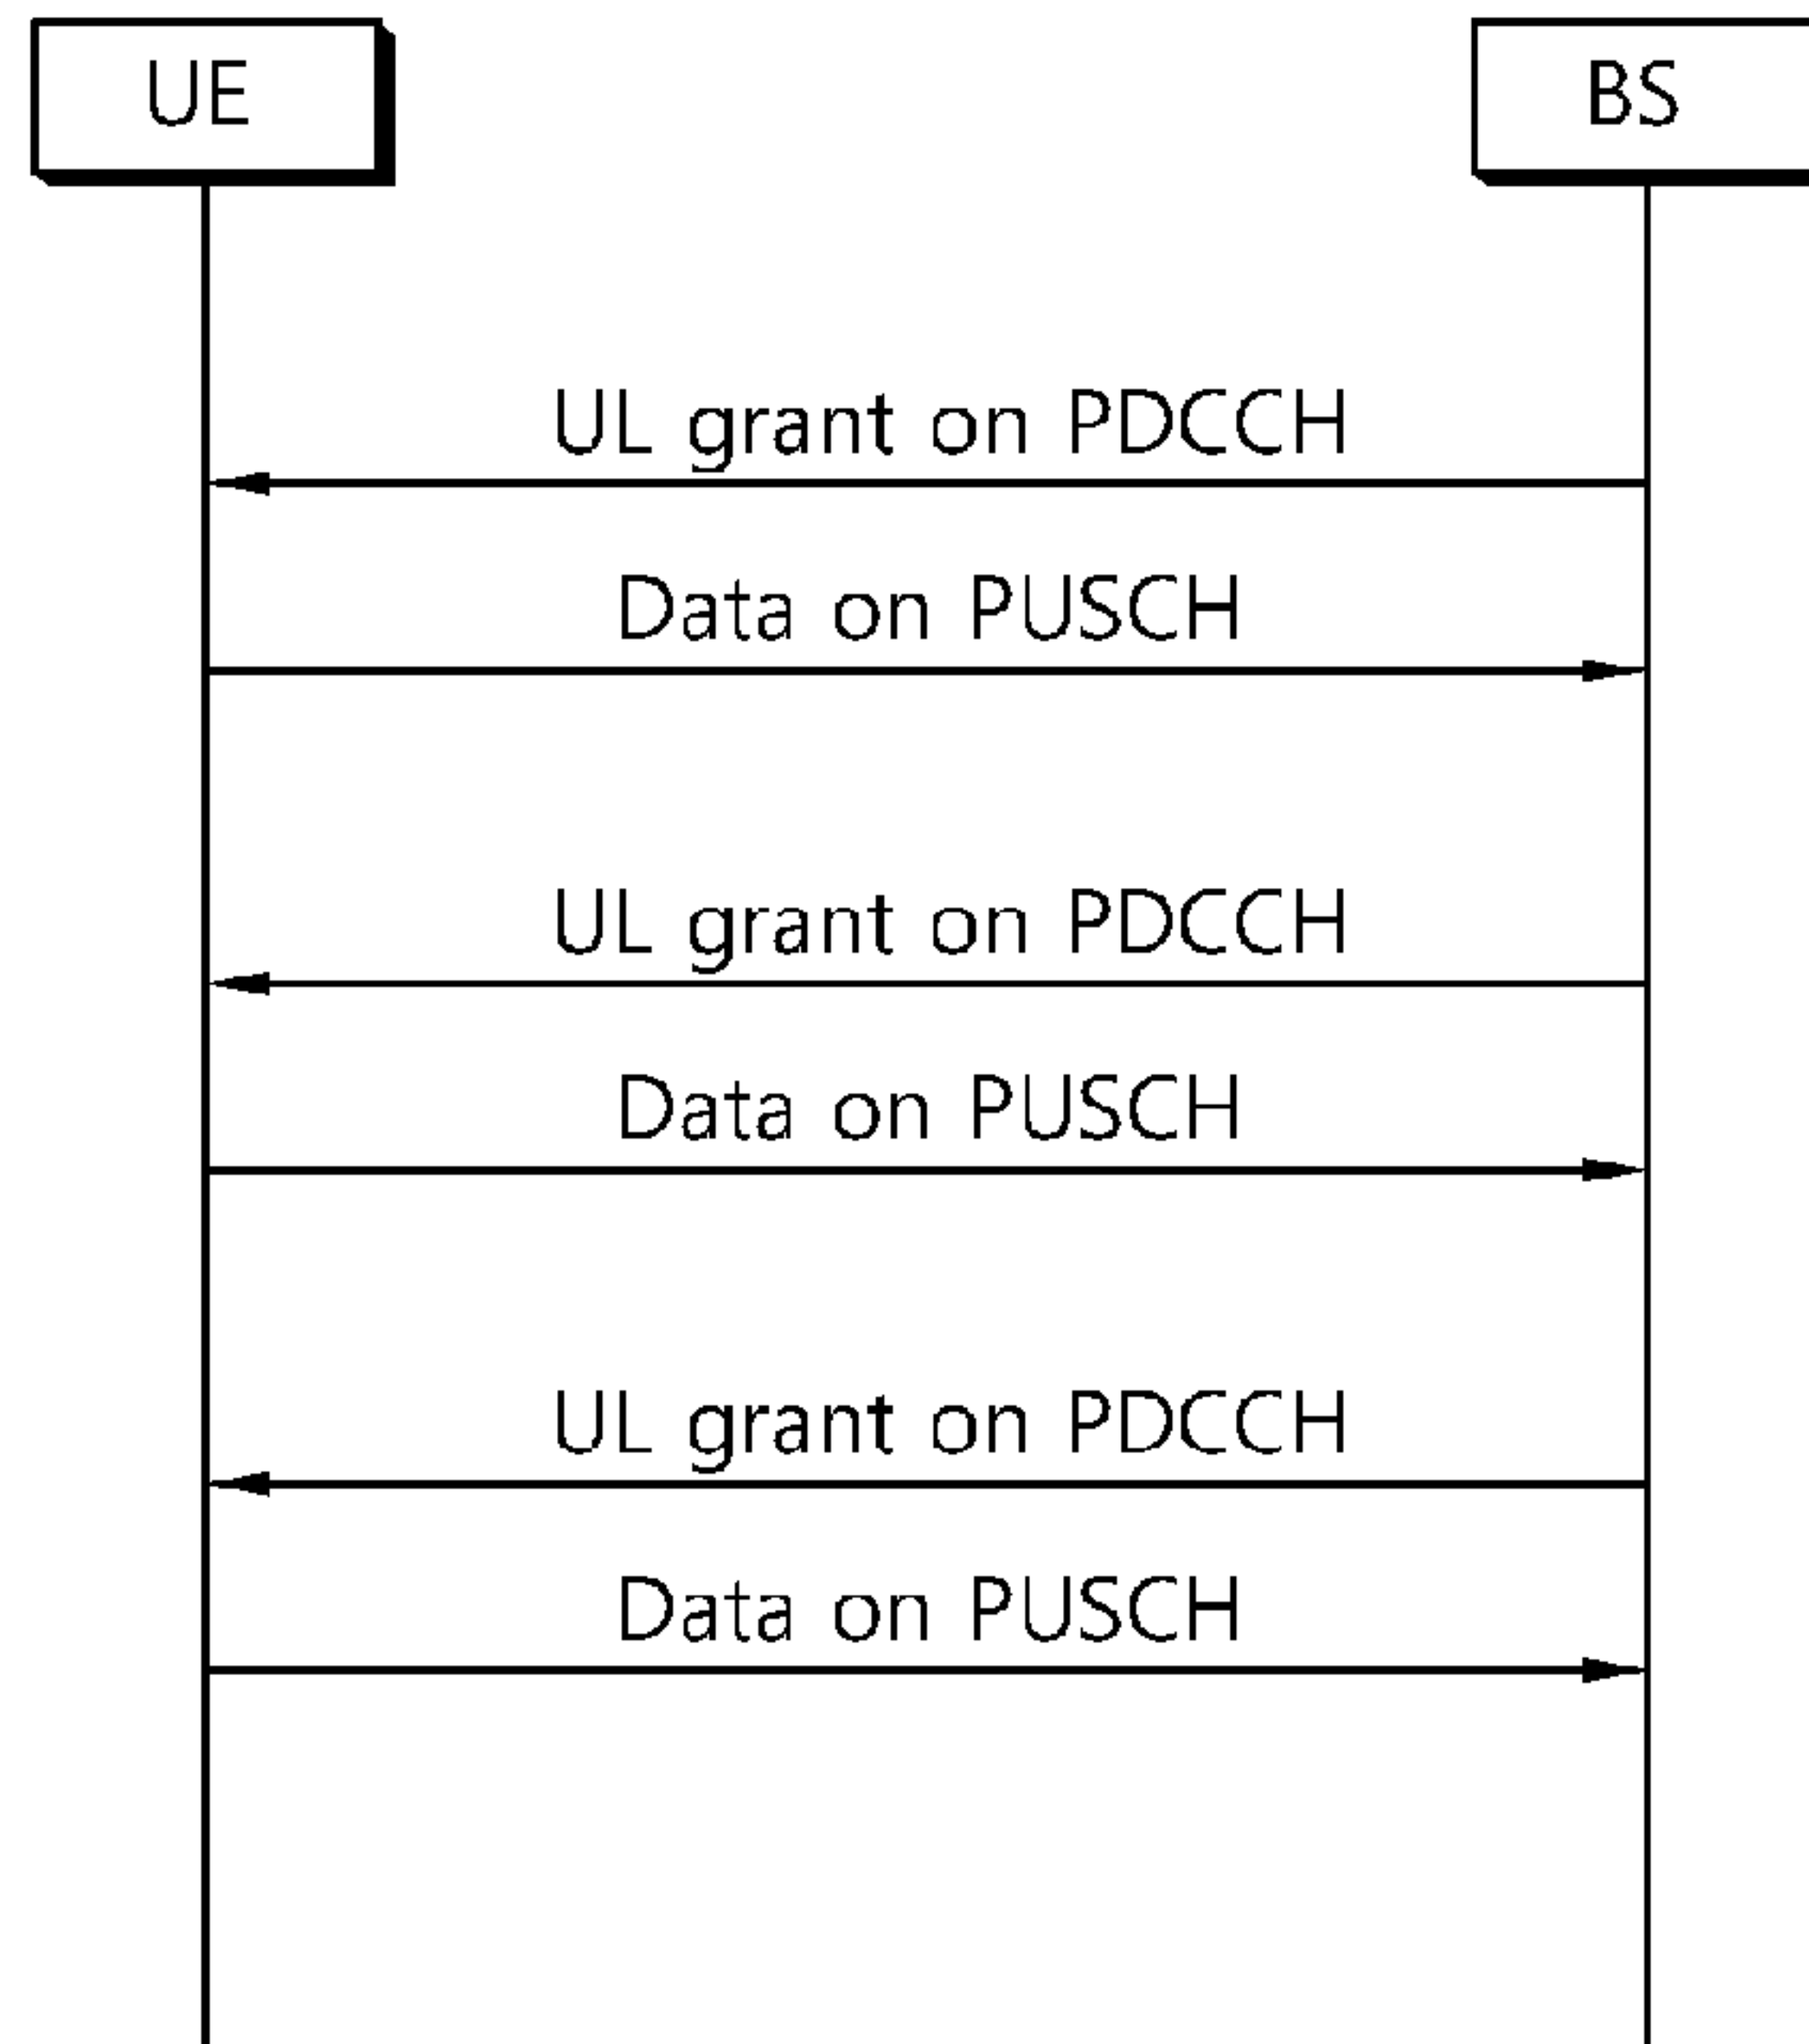 UE
BS
UL grant on PDCCH
Data on PUSCH
UL grant on PDCCH
Data on PUSCH
UL grant on PDCCH
Data on PUSCH